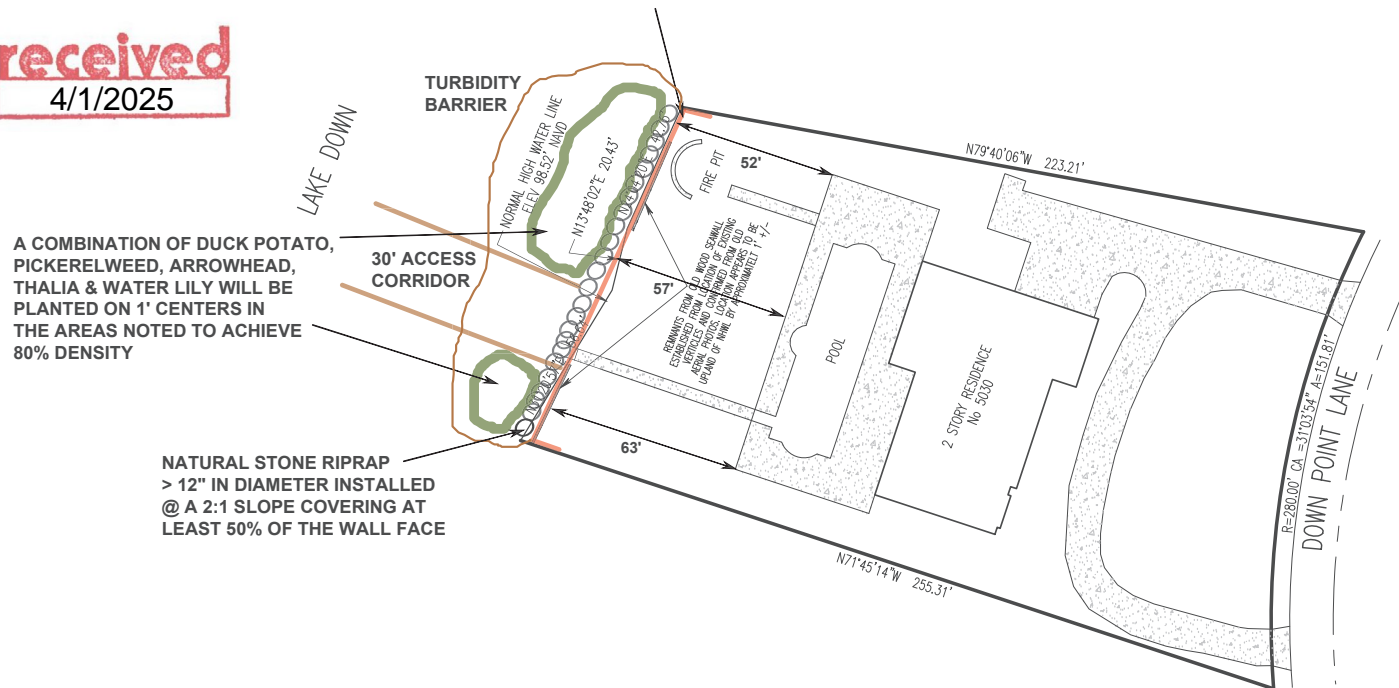 received
4/1/2025
TURBIDITY
BARRIER
LAKE DOWN
NORMAL HIGH WATER LINE
ELEV 98.52' NAVD
N13°48'02"E 20.43'
FIRE PIT
52'
N79°40'06"W 223.21'
A COMBINATION OF DUCK POTATO,
PICKERELWEED, ARROWHEAD,
THALIA & WATER LILY WILL BE
PLANTED ON 1' CENTERS IN
THE AREAS NOTED TO ACHIEVE
80% DENSITY
30' ACCESS
CORRIDOR
57'
REMNANTS FROM OLD WOOD SEAWALL
ESTABLISHED FROM LOCATION OF EXISTING
VERTICLES AND CONFIRMED FROM OLD
AERIAL PHOTOS. LOCATION APPEARS TO BE
UPLAND OF NHWL BY APPROXIMATELY 1' +/-
POOL
2 STORY RESIDENCE
No 5030
63'
NATURAL STONE RIPRAP
> 12" IN DIAMETER INSTALLED
@ A 2:1 SLOPE COVERING AT
LEAST 50% OF THE WALL FACE
N71°45'14"W 255.31'
R=280.00' CA =31°03'54" A=151.81'
DOWN POINT LANE